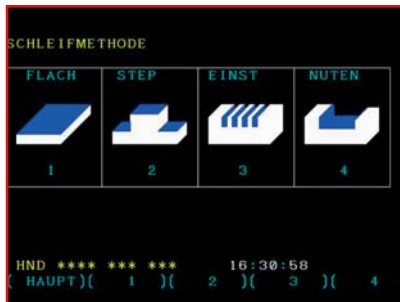 SCHLEIFMETHODE
FLACH STEP EINST NUTEN
1 2 3 4
HND **** *** *** 16:30:58
( HAUPT)( 1 )( 2 )( 3 )( 4